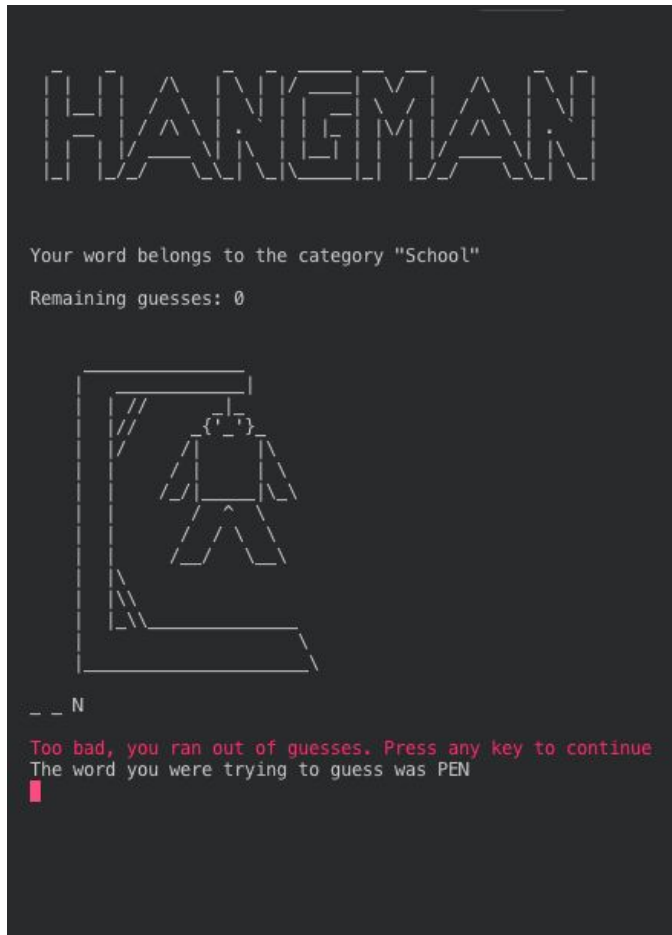 HANGMAN
Your word belongs to the category "School"
Remaining guesses: 0
_ _ N
Too bad, you ran out of guesses. Press any key to continue
The word you were trying to guess was PEN